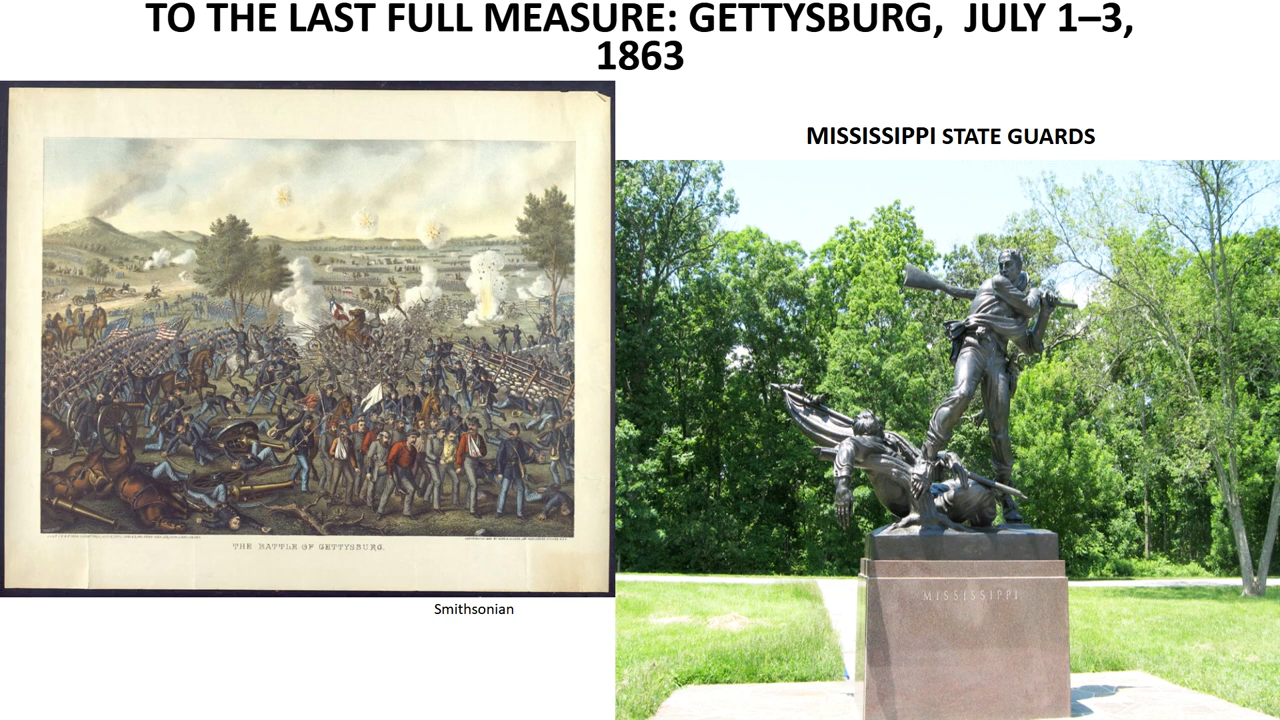 TO THE LAST FULL MEASURE: GETTYSBURG, JULY 1–3,
1863
MISSISSIPPI STATE GUARDS
THE BATTLE OF GETTYSBURG.
Smithsonian
MISSISSIPPI